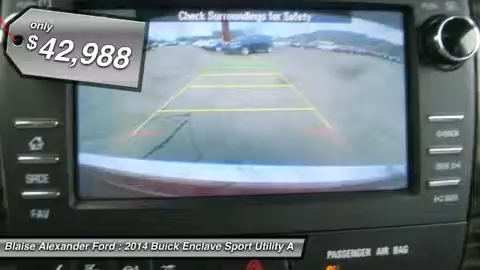 Check Surroundings for Safety
only
$42,988
FAV
Blaise Alexander Ford : 2014 Buick Enclave Sport Utility A
PASSENGER AIR BAG